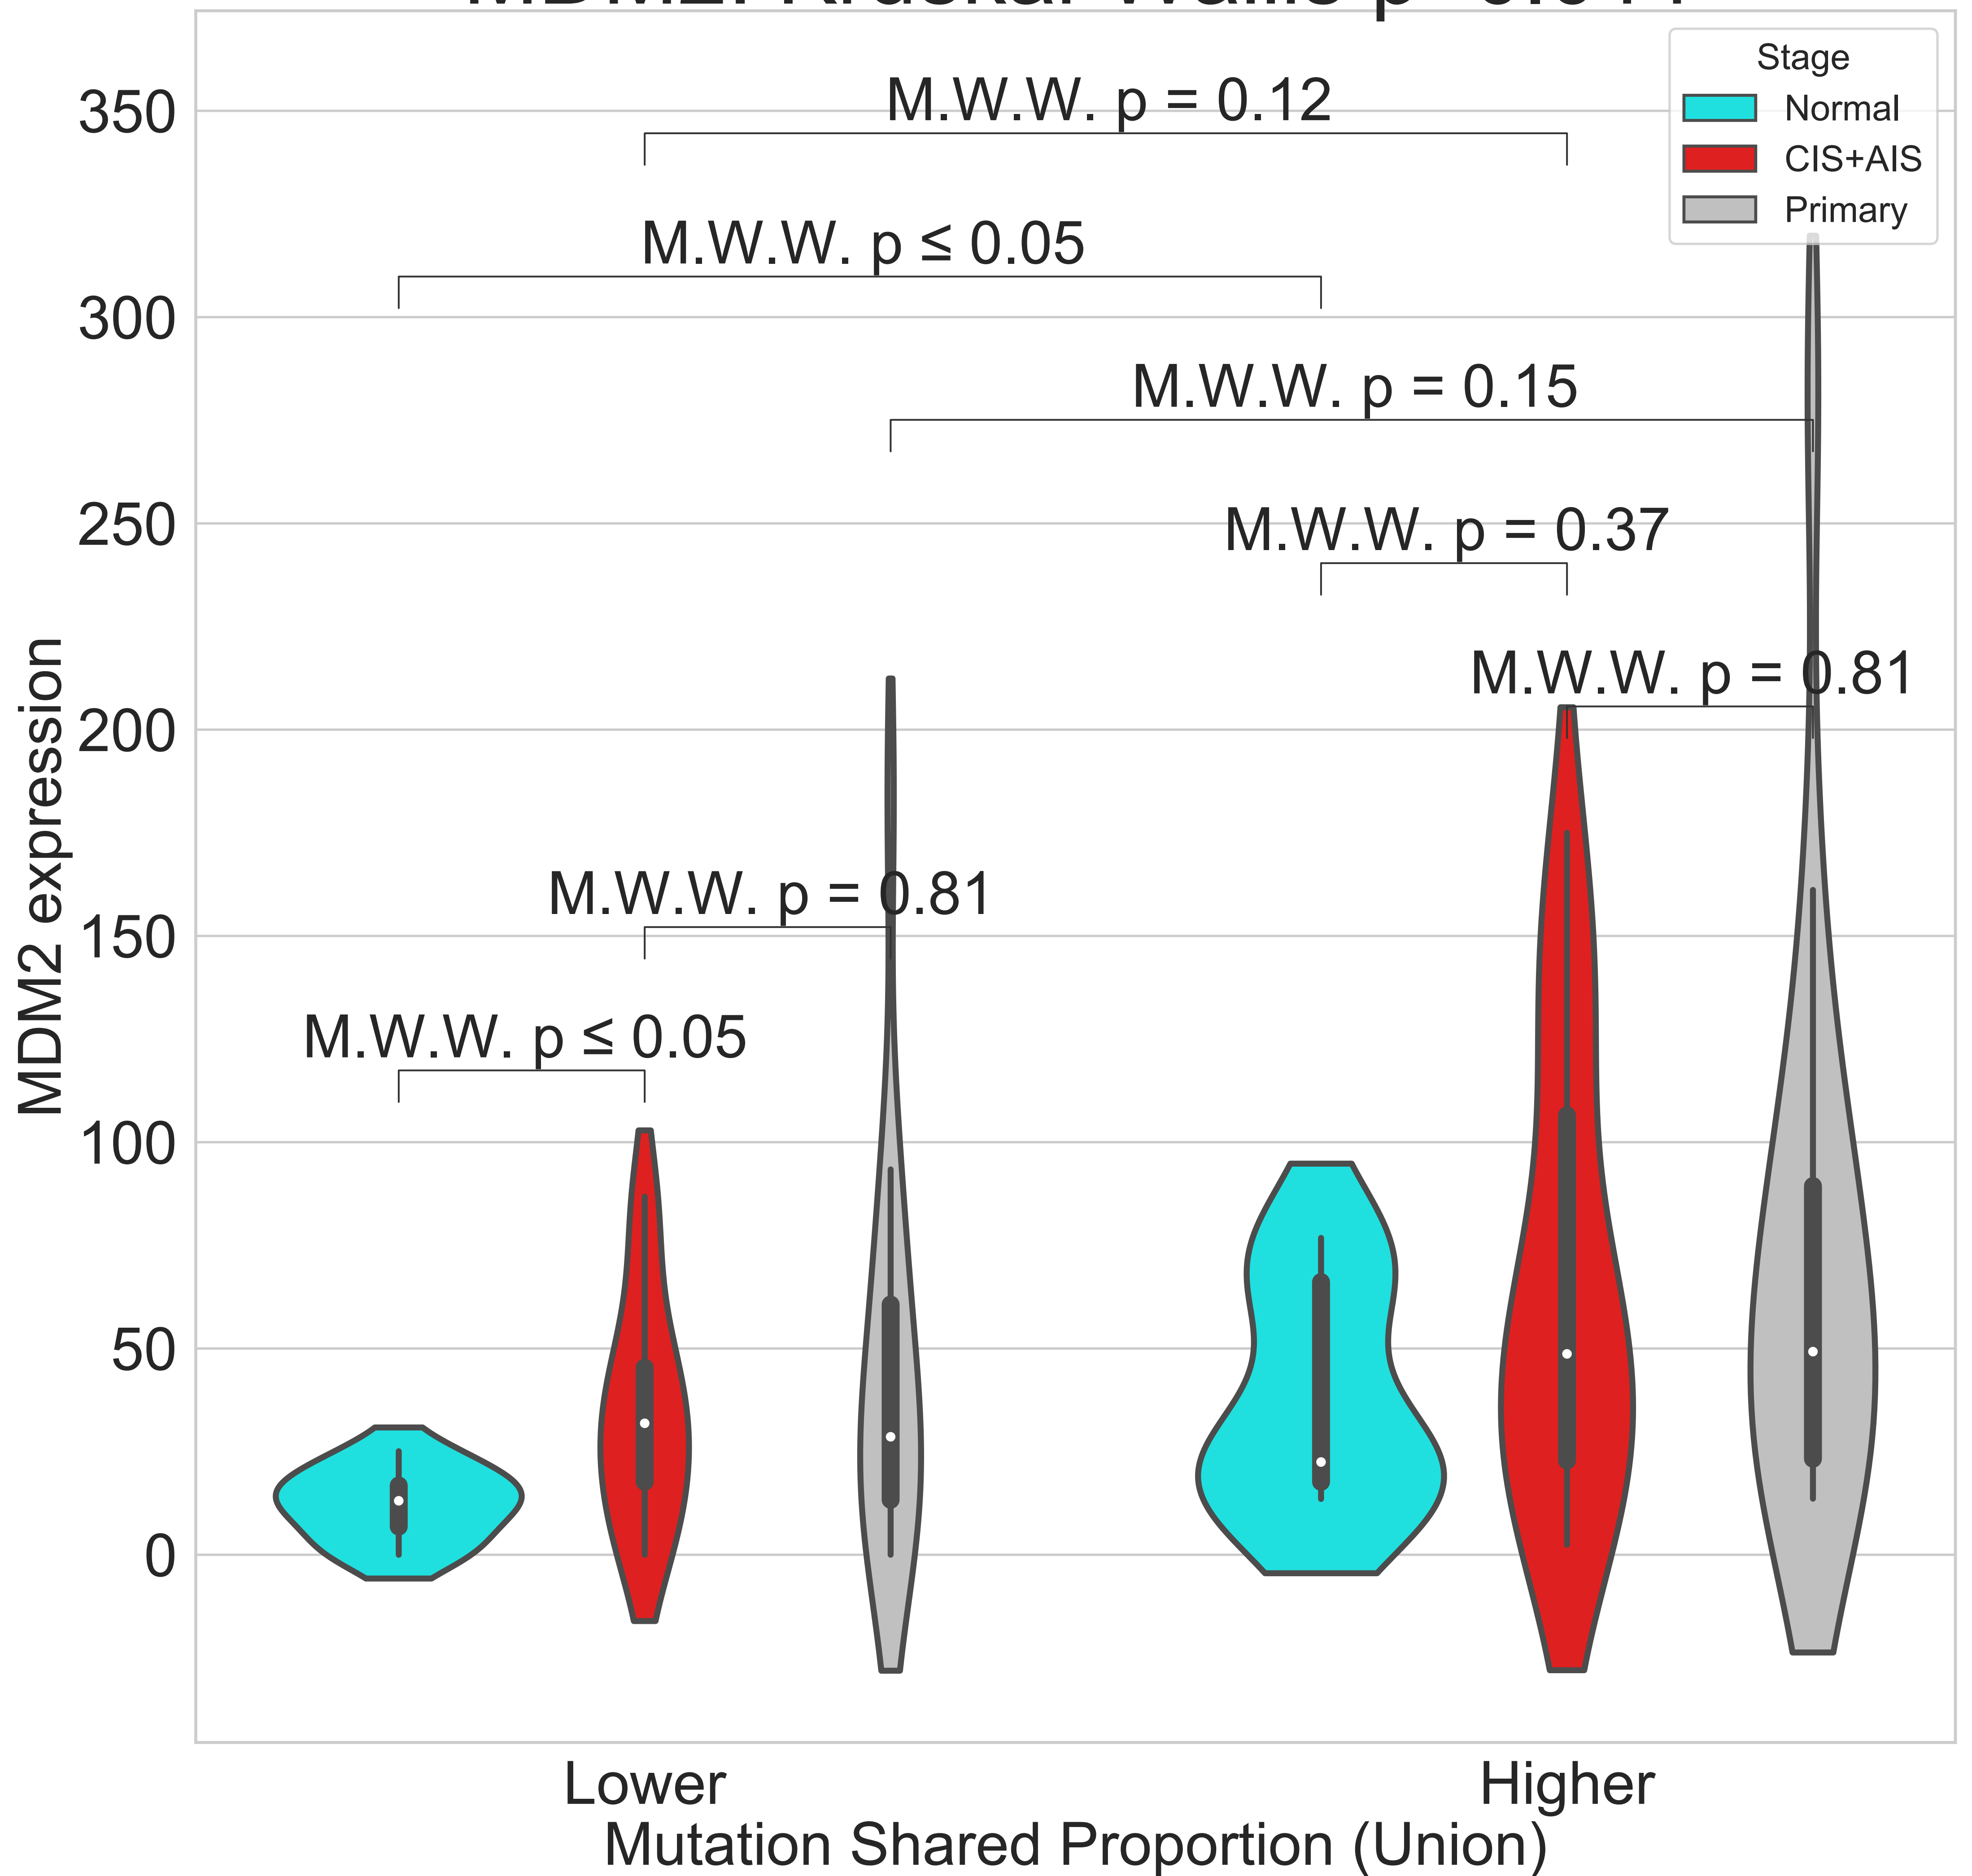 Stage
Normal
CIS+AIS
Primary
M.W.W. p = 0.12
M.W.W. p ≤ 0.05
M.W.W. p = 0.15
M.W.W. p = 0.37
M.W.W. p = 0.81
M.W.W. p = 0.81
M.W.W. p ≤ 0.05
350
300
250
200
150
100
50
0
MDM2 expression
Lower
Higher
Mutation Shared Proportion (Union)